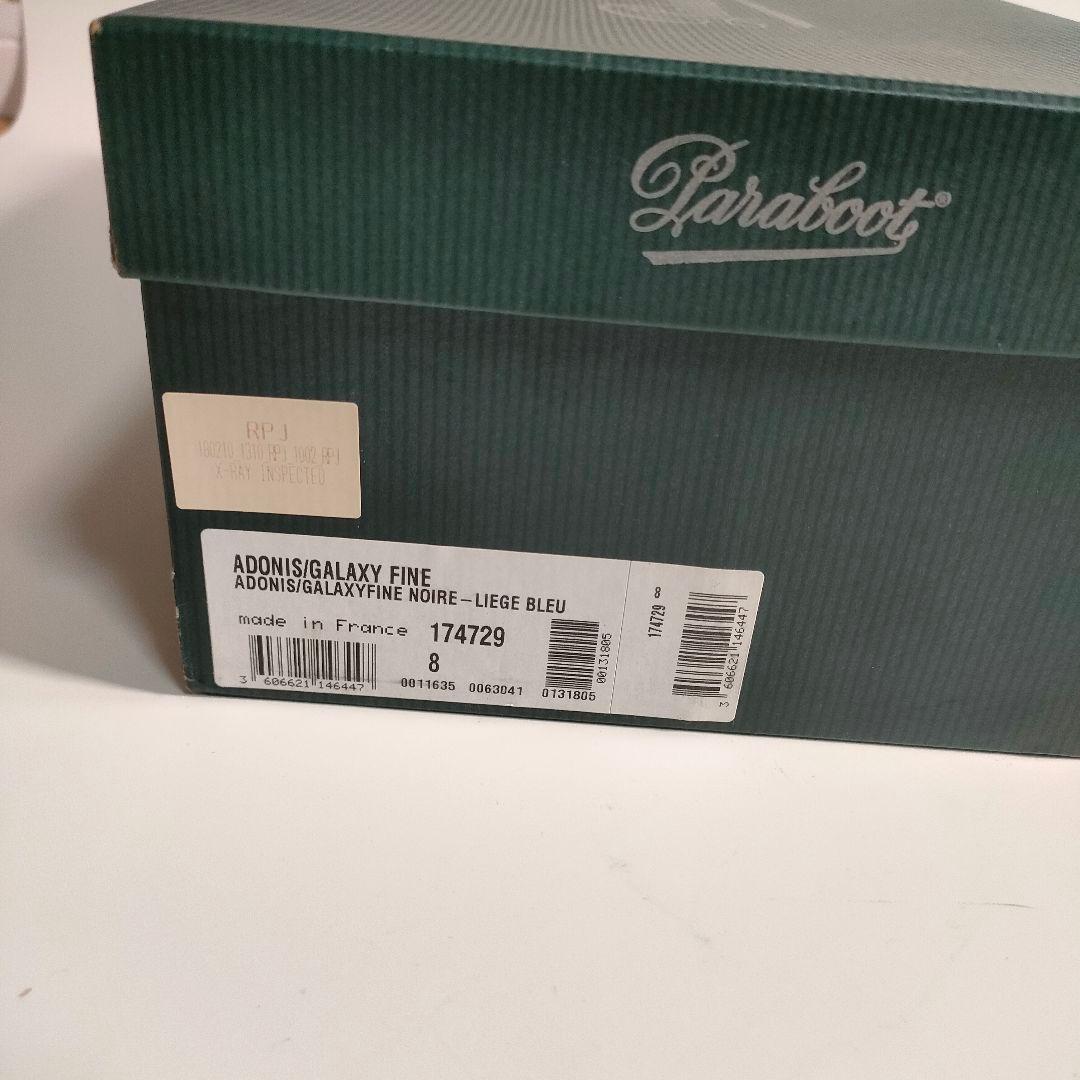 Paraboot®
RPJ
180210 1310 RPJ 1002 RPJ
X-RAY INSPECTED
ADONIS/GALAXY FINE
ADONIS/GALAXYFINE NOIRE-LIEGE BLEU
made in France 174729
8
3 606621 146447
0011635 0063041 0131805
00131805
174729 8
3 606621 146447